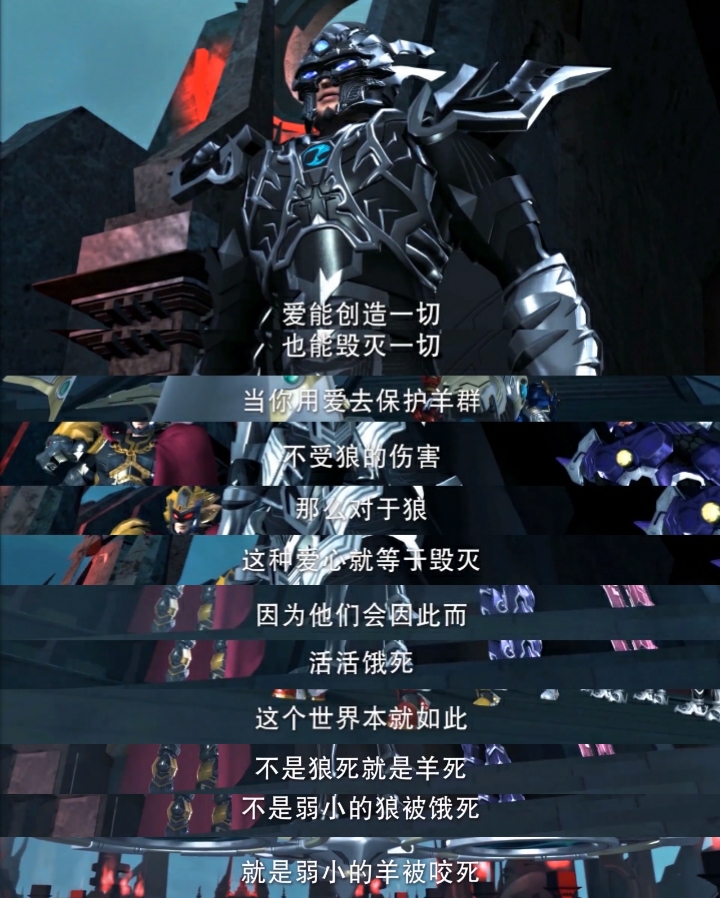 爱能创造一切
也能毁灭一切
当你用爱去保护羊群
不受狼的伤害
那么对于狼
这种爱心就等于毁灭
因为他们会因此而
活活饿死
这个世界本就如此
不是狼死就是羊死
不是弱小的狼被饿死
就是弱小的羊被咬死